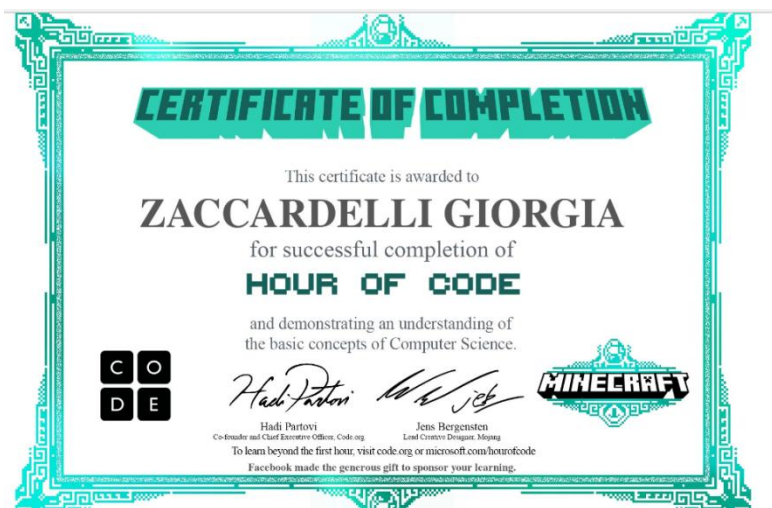 CERTIFICATE OF COMPLETION
This certificate is awarded to
ZACCARDELLI GIORGIA
for successful completion of
HOUR OF CODE
and demonstrating an understanding of
the basic concepts of Computer Science.
C O
D E
Hadi Partovi
jeb
MINECRAFT
Hadi Partovi
Co-founder and Chief Executive Officer, Code.org
Jens Bergensten
Lead Creative Designer, Mojang
To learn beyond the first hour, visit code.org or microsoft.com/hourofcode
Facebook made the generous gift to sponsor your learning.